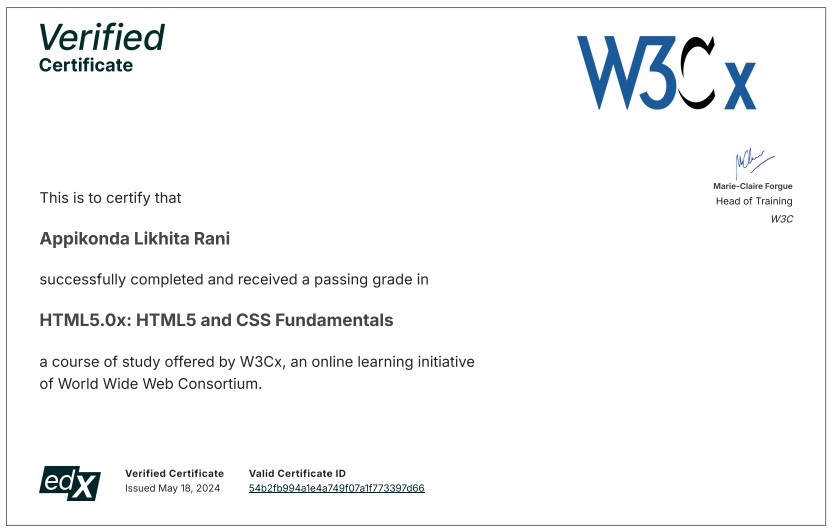 Verified
Certificate
W3Cx
Marie-Claire Forgue
Head of Training
W3C
This is to certify that
Appikonda Likhita Rani
successfully completed and received a passing grade in
HTML5.0x: HTML5 and CSS Fundamentals
a course of study offered by W3Cx, an online learning initiative
of World Wide Web Consortium.
edX
Verified Certificate
Issued May 18, 2024
Valid Certificate ID
54b2fb994a1e4a749f07a1f773397d66